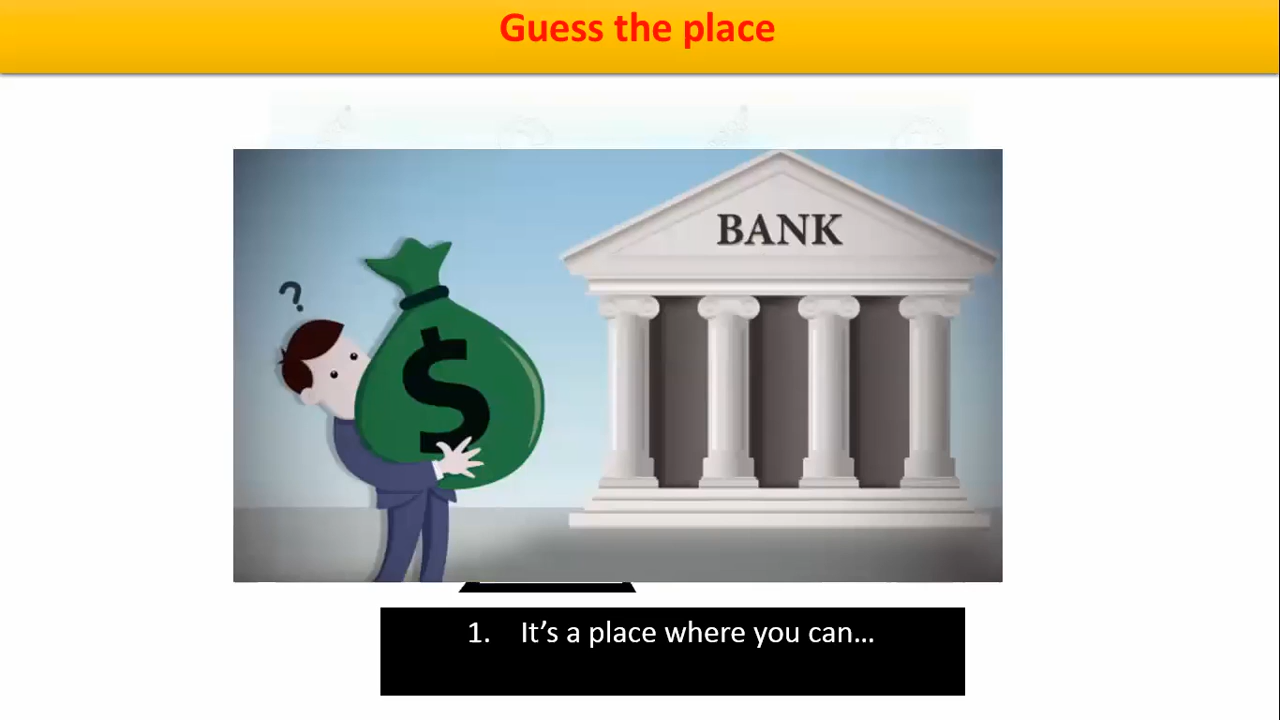 Guess the place
?
BANK
$
1. It’s a place where you can…